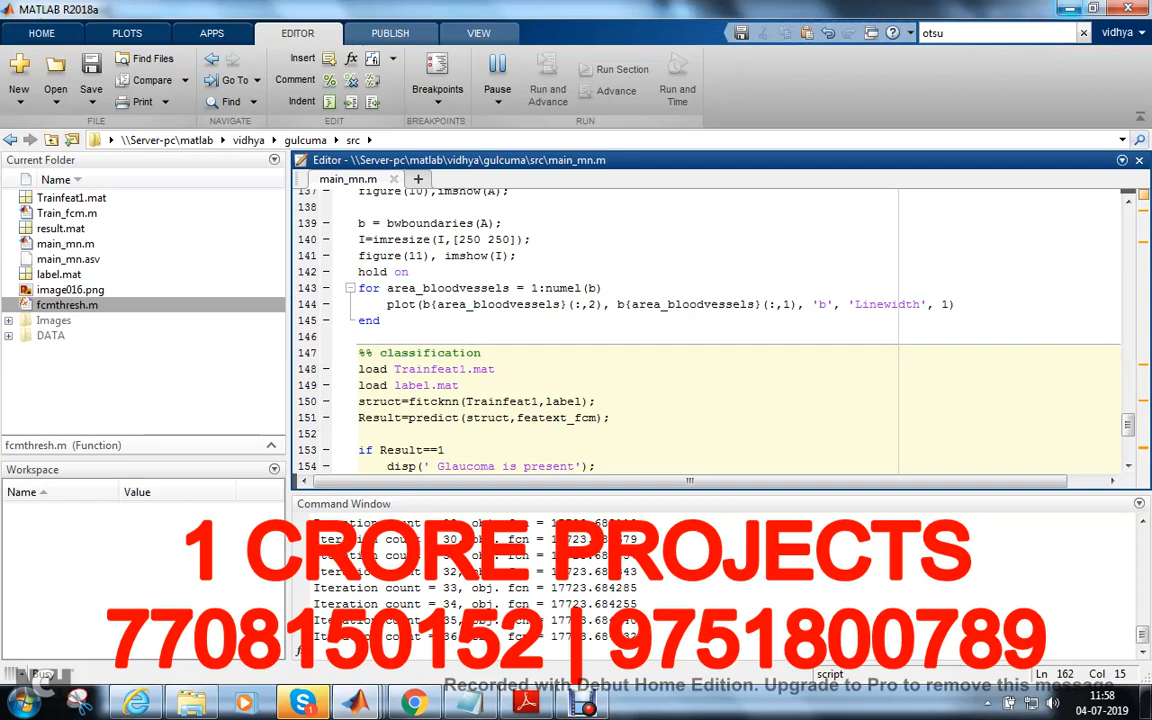 MATLAB R2018a
HOME PLOTS APPS EDITOR PUBLISH VIEW otsu vidhya
New Open Save Find Files Compare Print
Go To Find
Insert Comment Indent
Breakpoints Pause Run and Advance Run Section Advance Run and Time
FILE NAVIGATE EDIT BREAKPOINTS RUN
\\Server-pc\matlab vidhya gulcuma src
Current Folder
Name
Trainfeat1.mat
Train_fcm.m
result.mat
main_mn.m
main_mn.asv
label.mat
image016.png
fcmthresh.m
Images
DATA
fcmthresh.m (Function)
Workspace
Name Value
Editor - \\Server-pc\matlab\vidhya\gulcuma\src\main_mn.m
main_mn.m
137 figure(10),imshow(A);
138
139 b = bwboundaries(A);
140 I=imresize(I,[250 250]);
141 figure(11), imshow(I);
142 hold on
143 for area_bloodvessels = 1:numel(b)
144 plot(b{area_bloodvessels}(:,2), b{area_bloodvessels}(:,1), 'b', 'Linewidth', 1)
145 end
146
147 %% classification
148 load Trainfeat1.mat
149 load label.mat
150 struct=fitcknn(Trainfeat1,label);
151 Result=predict(struct,featext_fcm);
152
153 if Result==1
154 disp(' Glaucoma is present');
Command Window
Iteration count = 33, obj. fcn = 17723.684285
Iteration count = 34, obj. fcn = 17723.684255
1 CRORE PROJECTS
7708150152 | 9751800789
Busy
script Ln 162 Col 15
Recorded with Debut Home Edition. Upgrade to Pro to remove this message
11:58
04-07-2019